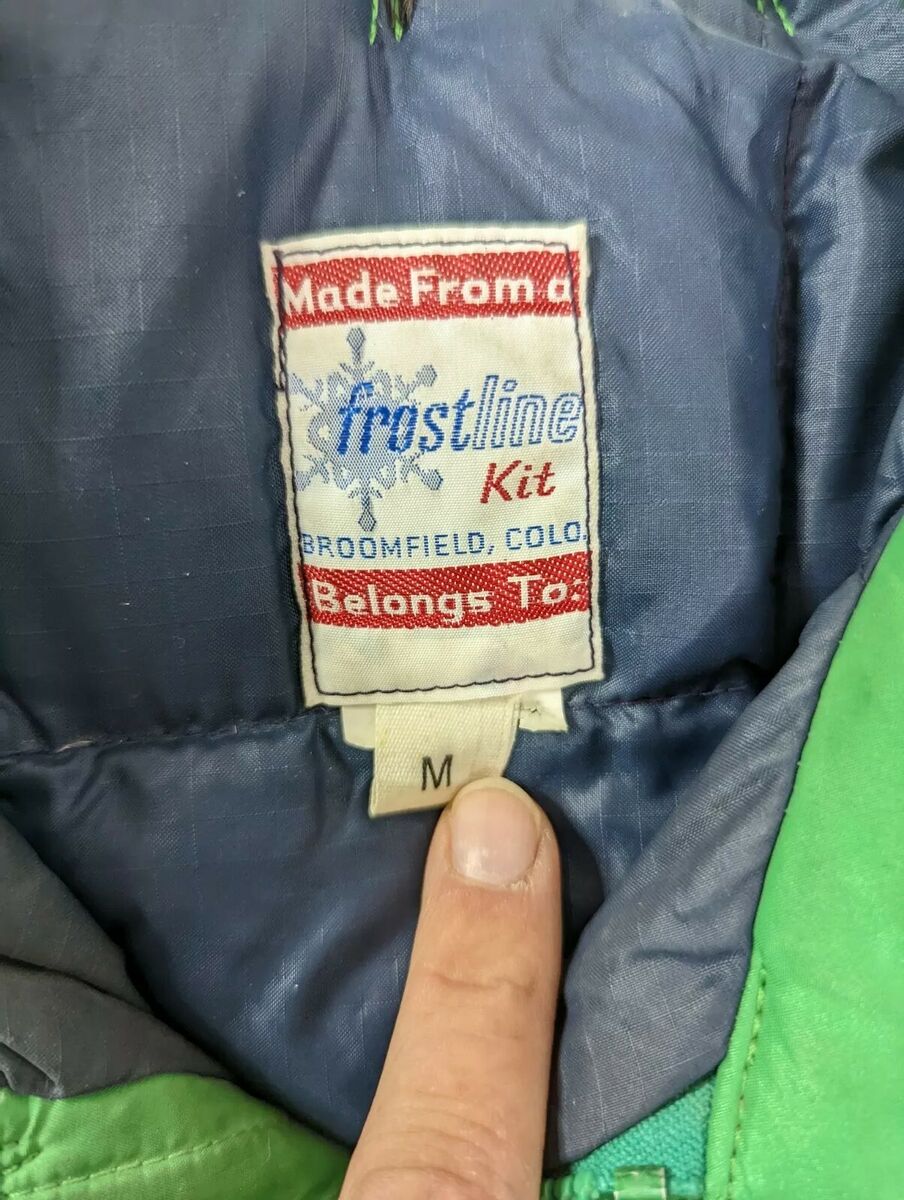 Made From a
frostline
Kit
BROOMFIELD, COLO.
Belongs To:
M